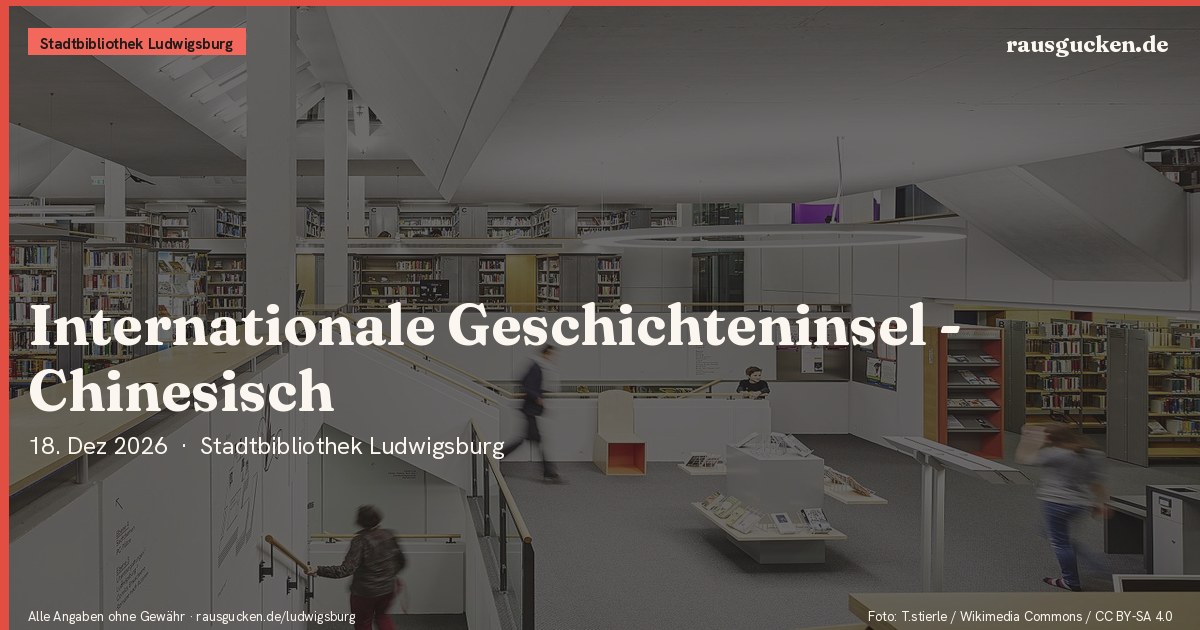 Stadtbibliothek Ludwigsburg
rausgucken.de
Internationale Geschichteninsel -
Chinesisch
18. Dez 2026 · Stadtbibliothek Ludwigsburg
Alle Angaben ohne Gewähr · rausgucken.de/ludwigsburg
Foto: T.stierle / Wikimedia Commons / CC BY-SA 4.0